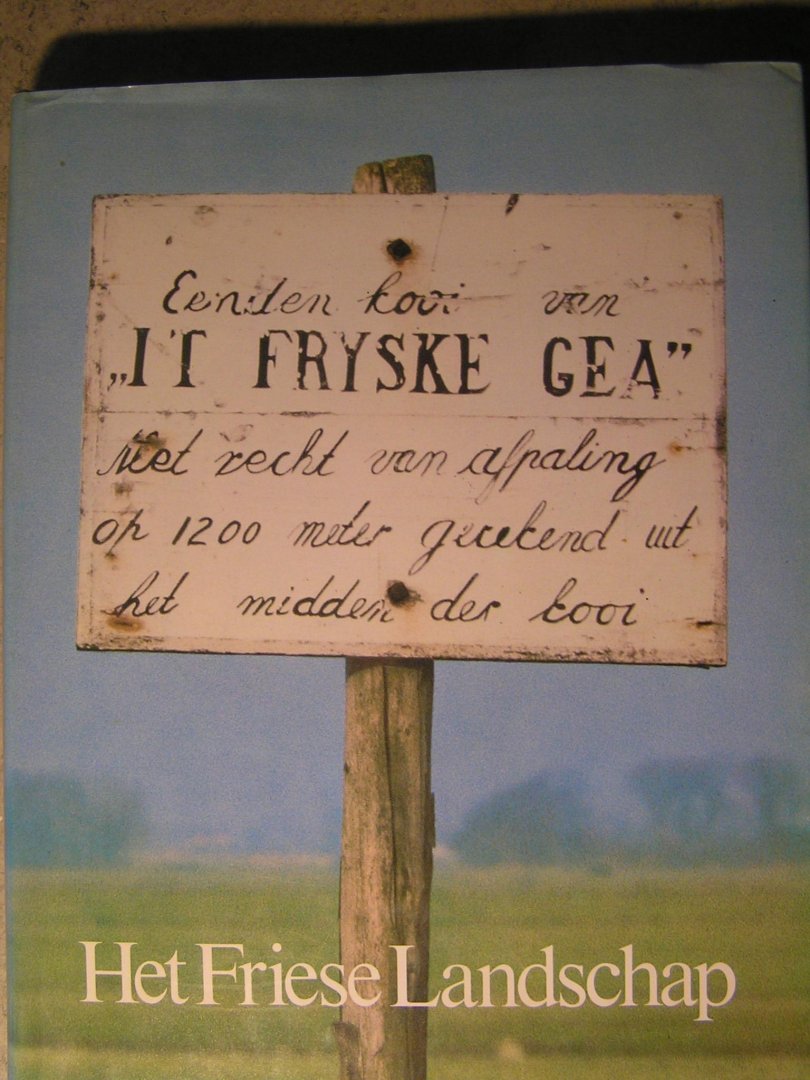 Eenden kooi van
„IT FRYSKE GEA”
Met recht van afpaling
op 1200 meter gerekend uit
het midden der kooi
Het Friese Landschap